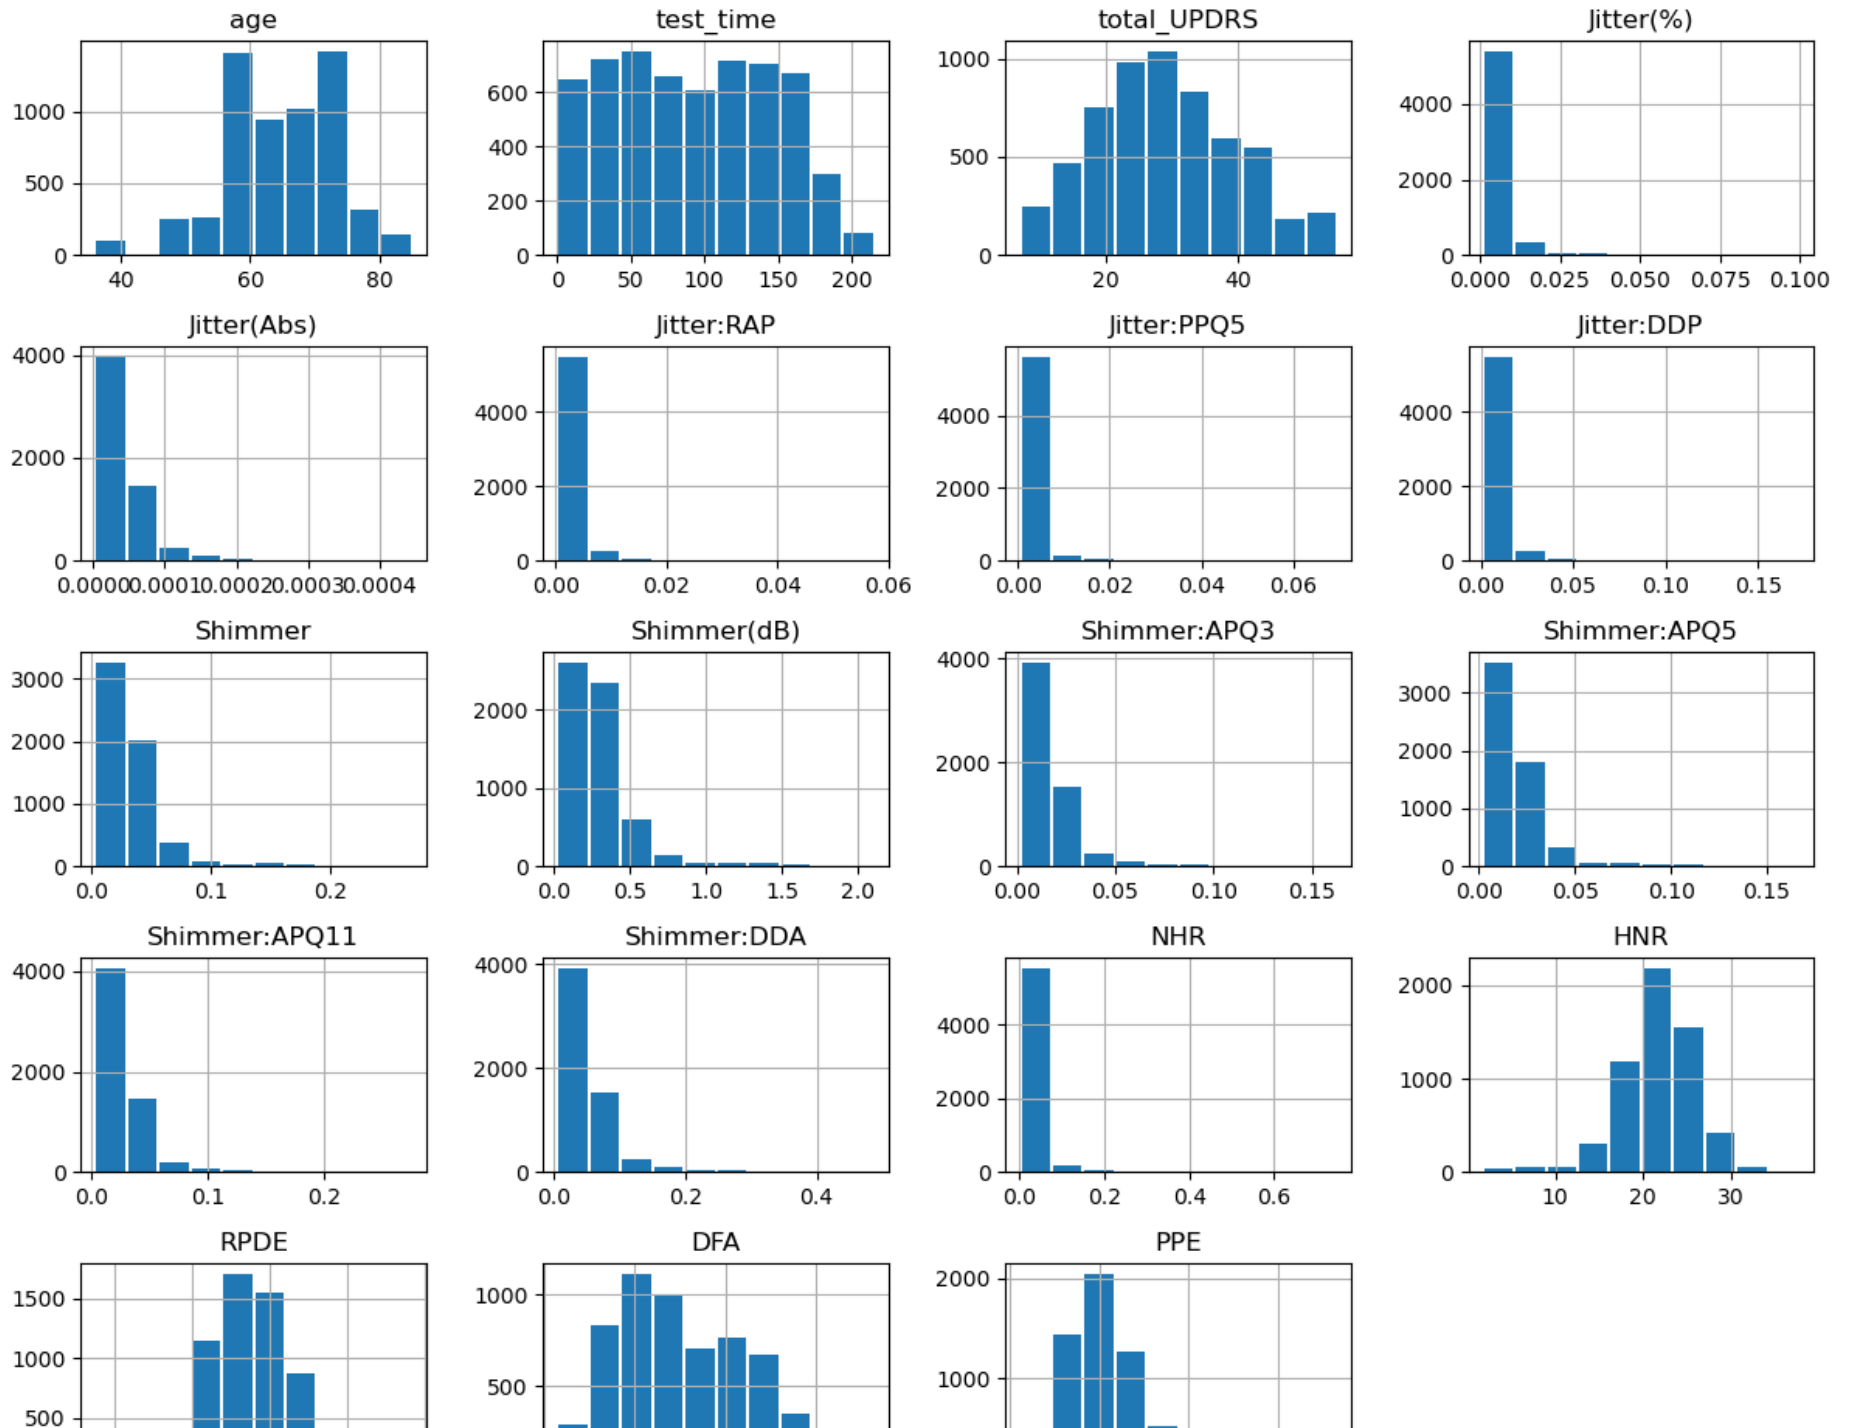 age test_time total_UPDRS Jitter(%)
1000 500 0 40 60 80
600 400 200 0 0 50 100 150 200
1000 500 0 20 40
4000 2000 0 0.000 0.025 0.050 0.075 0.100
Jitter(Abs) Jitter:RAP Jitter:PPQ5 Jitter:DDP
4000 2000 0 0.0000 0.0001 0.0002 0.0003 0.0004
4000 2000 0 0.00 0.02 0.04 0.06
4000 2000 0 0.00 0.02 0.04 0.06
4000 2000 0 0.00 0.05 0.10 0.15
Shimmer Shimmer(dB) Shimmer:APQ3 Shimmer:APQ5
3000 2000 1000 0 0.0 0.1 0.2
2000 1000 0 0.0 0.5 1.0 1.5 2.0
4000 2000 0 0.00 0.05 0.10 0.15
3000 2000 1000 0 0.00 0.05 0.10 0.15
Shimmer:APQ11 Shimmer:DDA NHR HNR
4000 2000 0 0.0 0.1 0.2
4000 2000 0 0.0 0.2 0.4
4000 2000 0 0.0 0.2 0.4 0.6
2000 1000 0 10 20 30
RPDE DFA PPE
1500 1000 500
1000 500
2000 1000